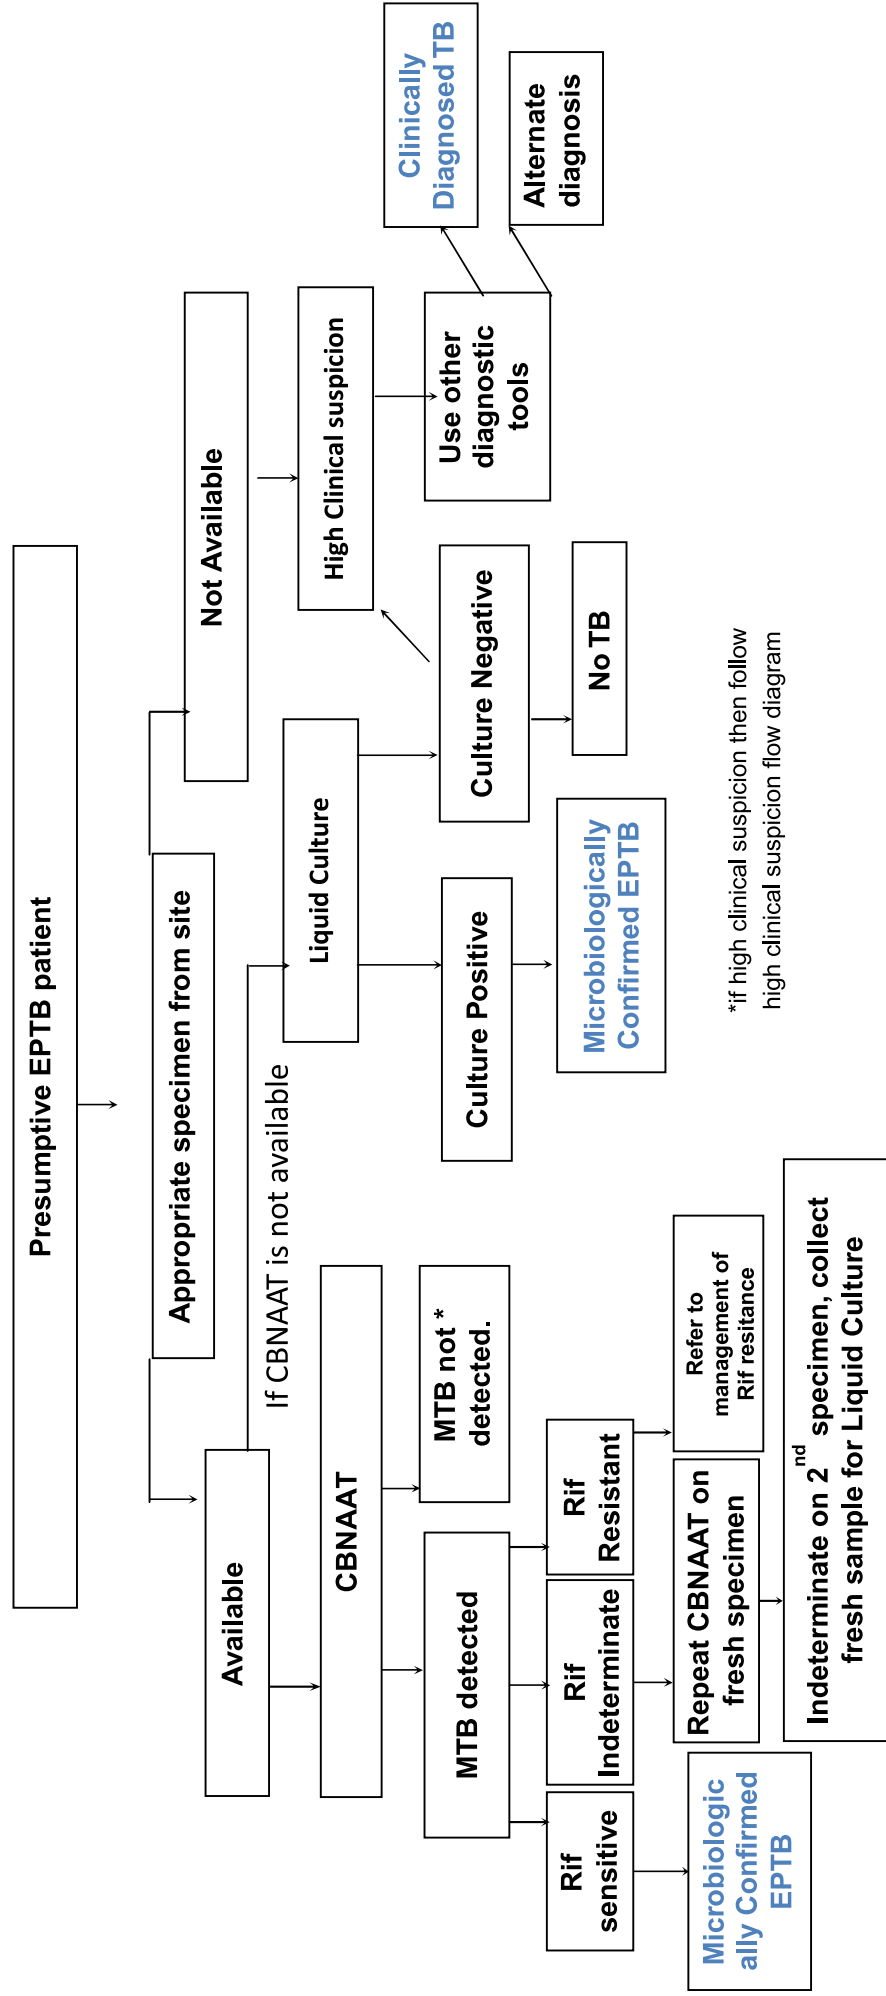 Presumptive EPTB patient
Appropriate specimen from site
Available
Not Available
If CBNAAT is not available
CBNAAT
Liquid Culture
High Clinical suspicion
MTB detected
MTB not *
detected.
Culture Positive
Culture Negative
Use other
diagnostic
tools
Clinically
Diagnosed TB
Alternate
diagnosis
Rif
sensitive
Rif
Indeterminate
Rif
Resistant
Microbiologically
Confirmed EPTB
No TB
Microbiologic
ally Confirmed
EPTB
Repeat CBNAAT on
fresh specimen
Refer to
management of
Rif resitance
Indeterminate on 2nd specimen, collect
fresh sample for Liquid Culture
*if high clinical suspicion then follow
high clinical suspicion flow diagram